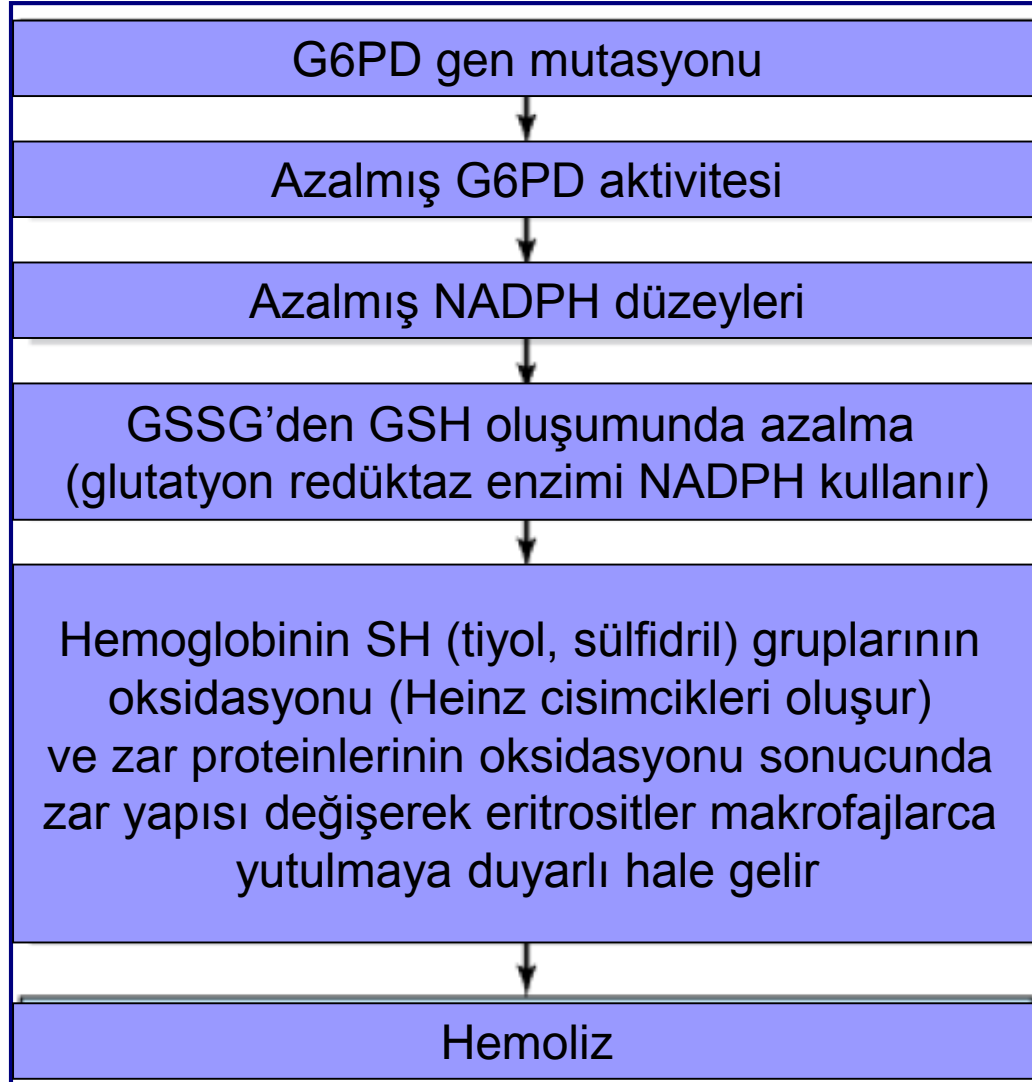 G6PD gen mutasyonu
Azalmış G6PD aktivitesi
Azalmış NADPH düzeyleri
GSSG’den GSH oluşumunda azalma
(glutatyon redüktaz enzimi NADPH kullanır)
Hemoglobinin SH (tiyol, sülfidril) gruplarının
oksidasyonu (Heinz cisimcikleri oluşur)
ve zar proteinlerinin oksidasyonu sonucunda
zar yapısı değişerek eritrositler makrofajlarca
yutulmaya duyarlı hale gelir
Hemoliz